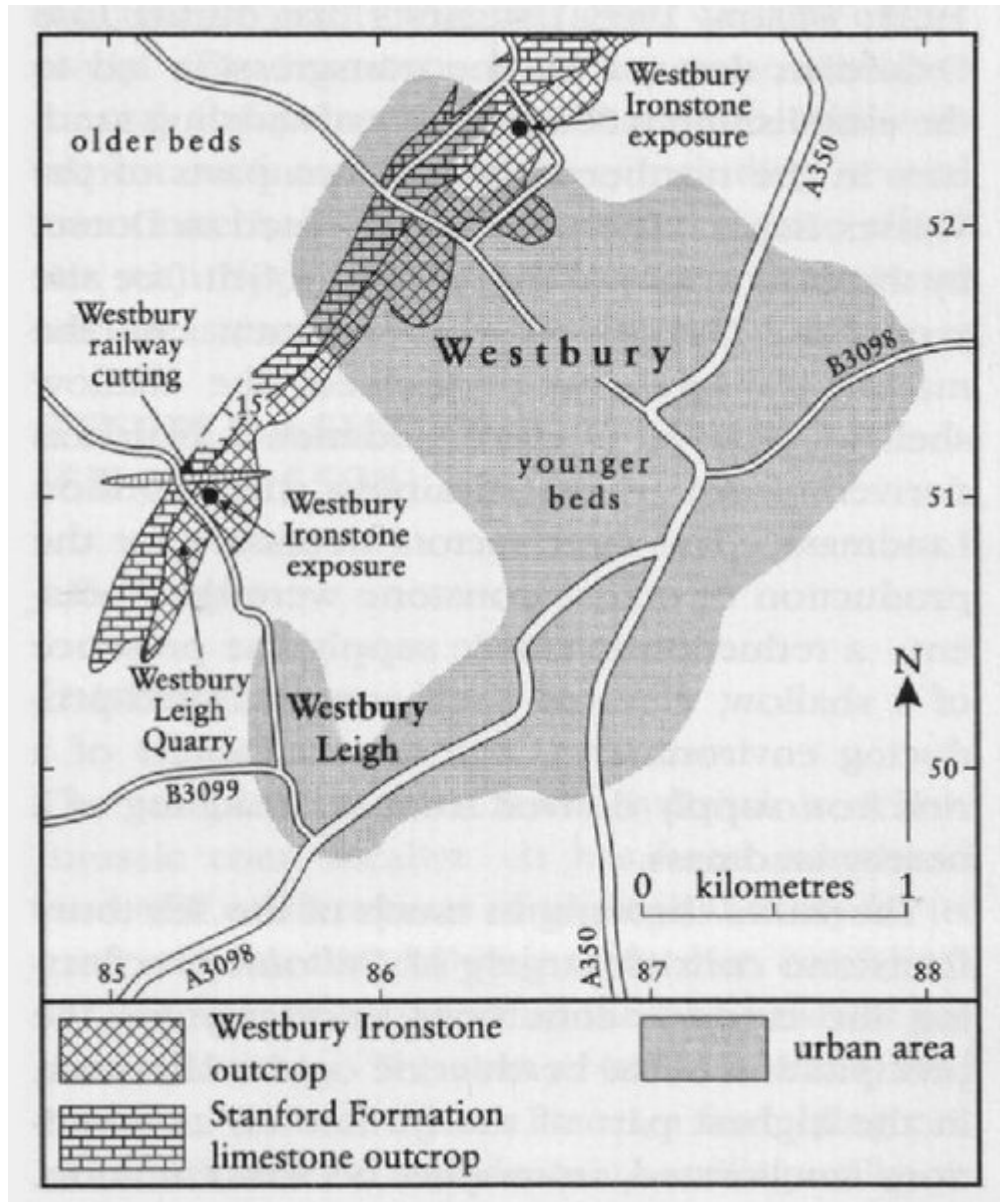 Westbury
Ironstone
exposure
older beds
A350
52
Westbury
railway
cutting
Westbury
B3098
15
younger
beds
51
Westbury
Ironstone
exposure
Westbury
Leigh
Quarry
Westbury
Leigh
N
50
B3099
0 kilometres 1
A3098
A350
85
86
87
88
Westbury Ironstone
outcrop
urban area
Stanford Formation
limestone outcrop